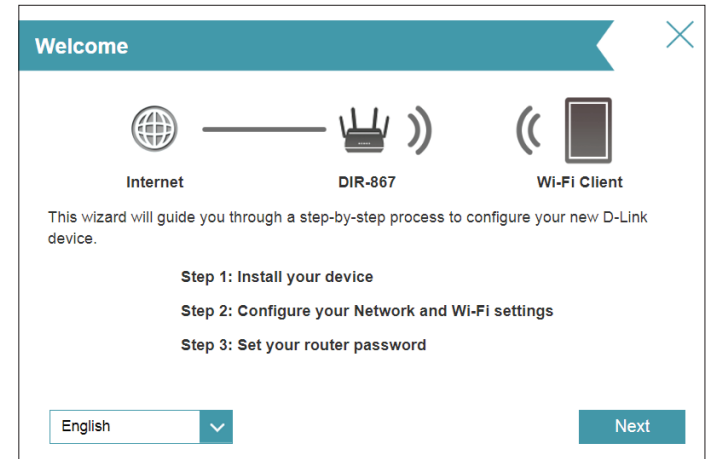 Welcome
Internet
DIR-867
Wi-Fi Client
This wizard will guide you through a step-by-step process to configure your new D-Link
device.
Step 1: Install your device
Step 2: Configure your Network and Wi-Fi settings
Step 3: Set your router password
English
Next